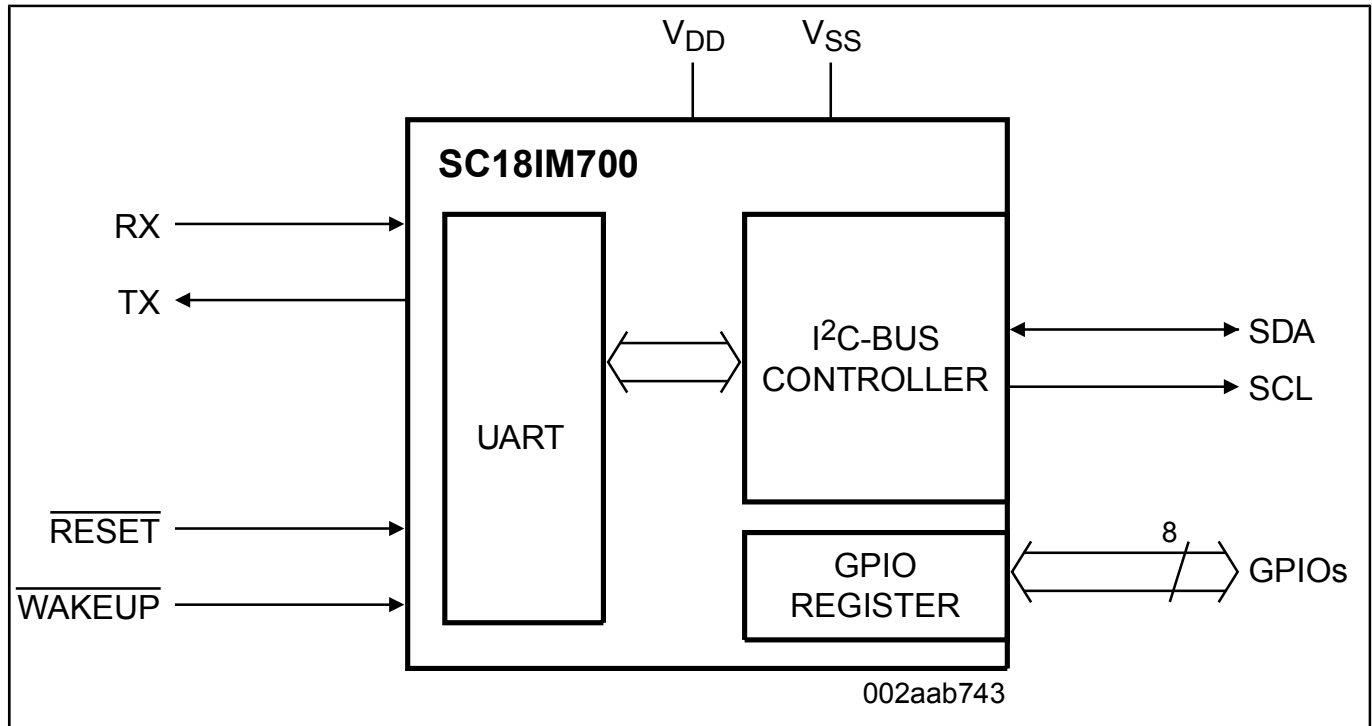 VDD VSS
SC18IM700
RX
TX
UART
I2C-BUS
CONTROLLER
SDA
SCL
RESET
WAKEUP
GPIO
REGISTER
8
GPIOs
002aab743